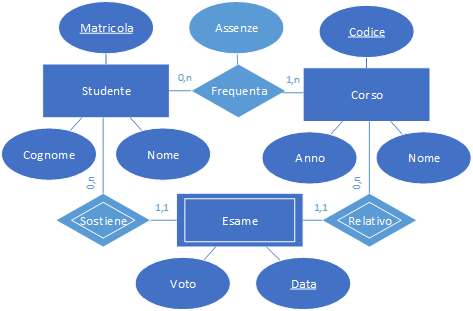 Matricola
Assenze
Codice
Studente
0,n
Frequenta
1,n
Corso
Cognome
Nome
Anno
Nome
0,n
0,n
Sostiene
1,1
Esame
1,1
Relativo
Voto
Data